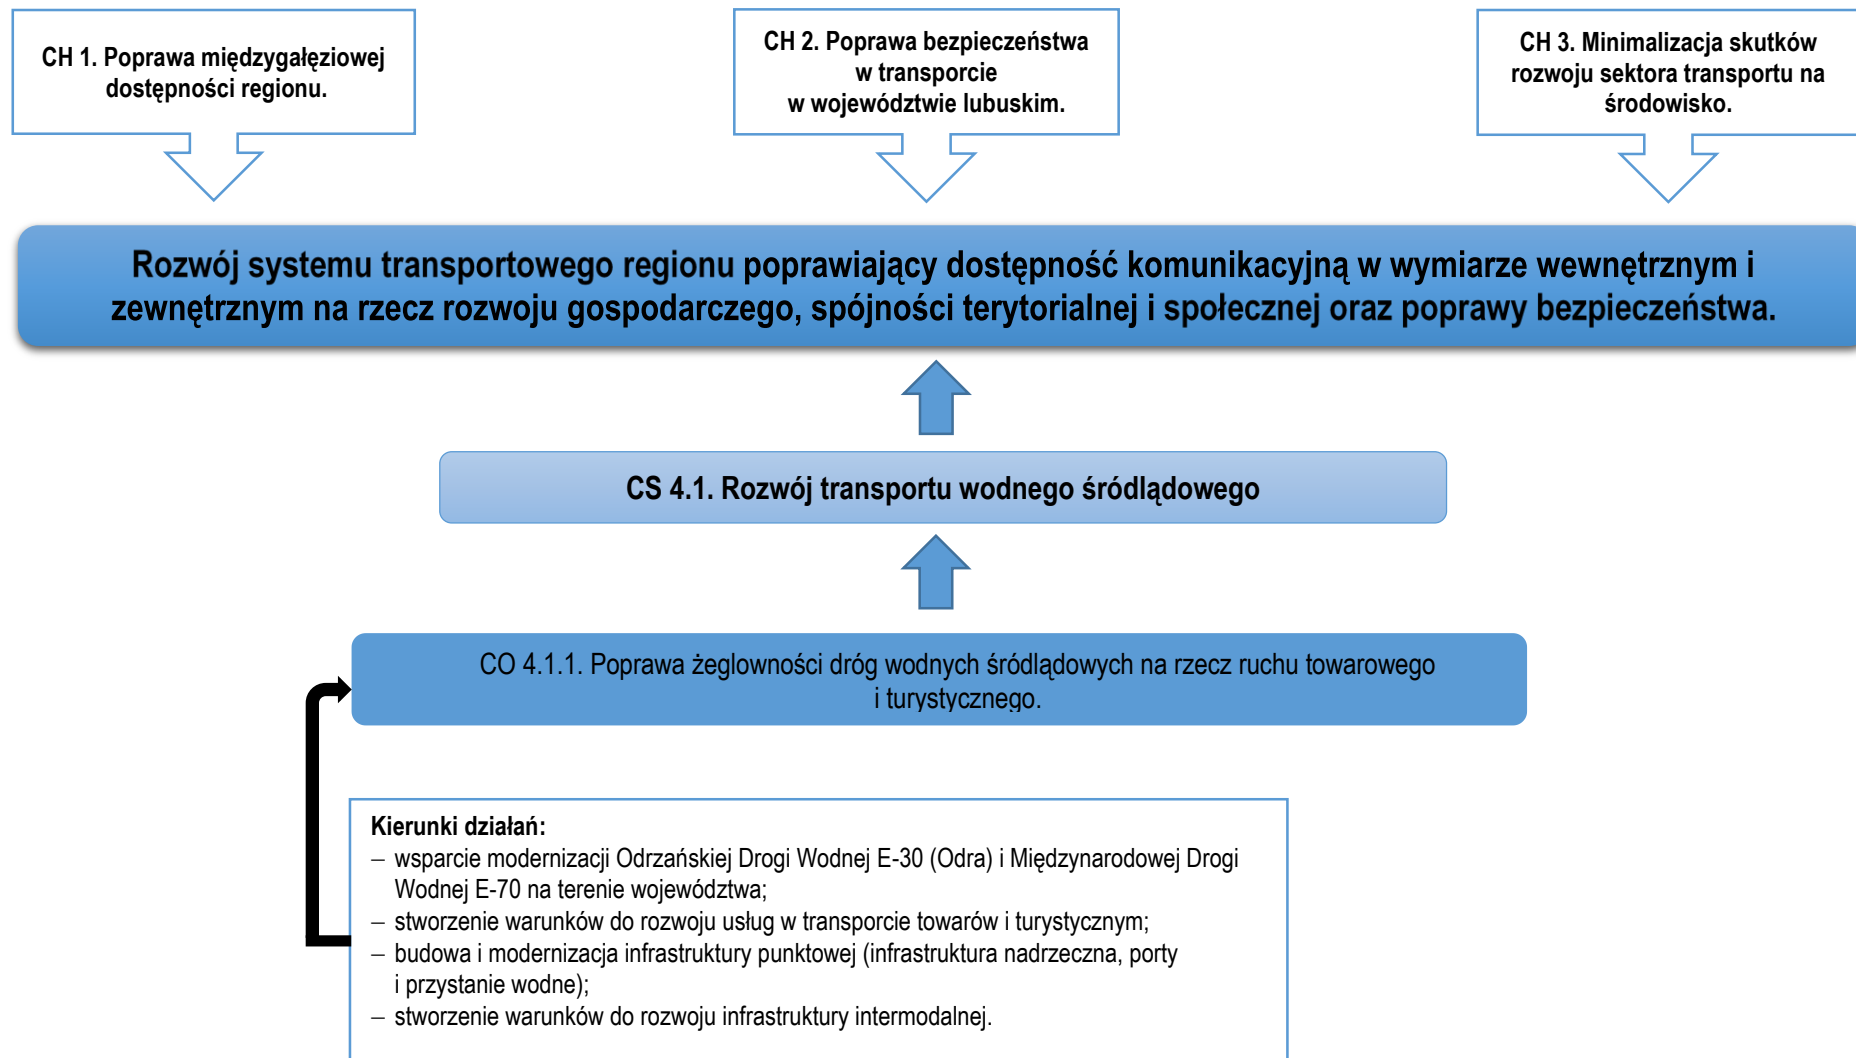 CH 1. Poprawa międzygałęziowej
dostępności regionu.
CH 2. Poprawa bezpieczeństwa
w transporcie
w województwie lubuskim.
CH 3. Minimalizacja skutków
rozwoju sektora transportu na
środowisko.
Rozwój systemu transportowego regionu poprawiający dostępność komunikacyjną w wymiarze wewnętrznym i
zewnętrznym na rzecz rozwoju gospodarczego, spójności terytorialnej i społecznej oraz poprawy bezpieczeństwa.
CS 4.1. Rozwój transportu wodnego śródlądowego
CO 4.1.1. Poprawa żeglowności dróg wodnych śródlądowych na rzecz ruchu towarowego
i turystycznego.
Kierunki działań:
– wsparcie modernizacji Odrzańskiej Drogi Wodnej E-30 (Odra) i Międzynarodowej Drogi
Wodnej E-70 na terenie województwa;
– stworzenie warunków do rozwoju usług w transporcie towarów i turystycznym;
– budowa i modernizacja infrastruktury punktowej (infrastruktura nadrzeczna, porty
i przystanie wodne);
– stworzenie warunków do rozwoju infrastruktury intermodalnej.